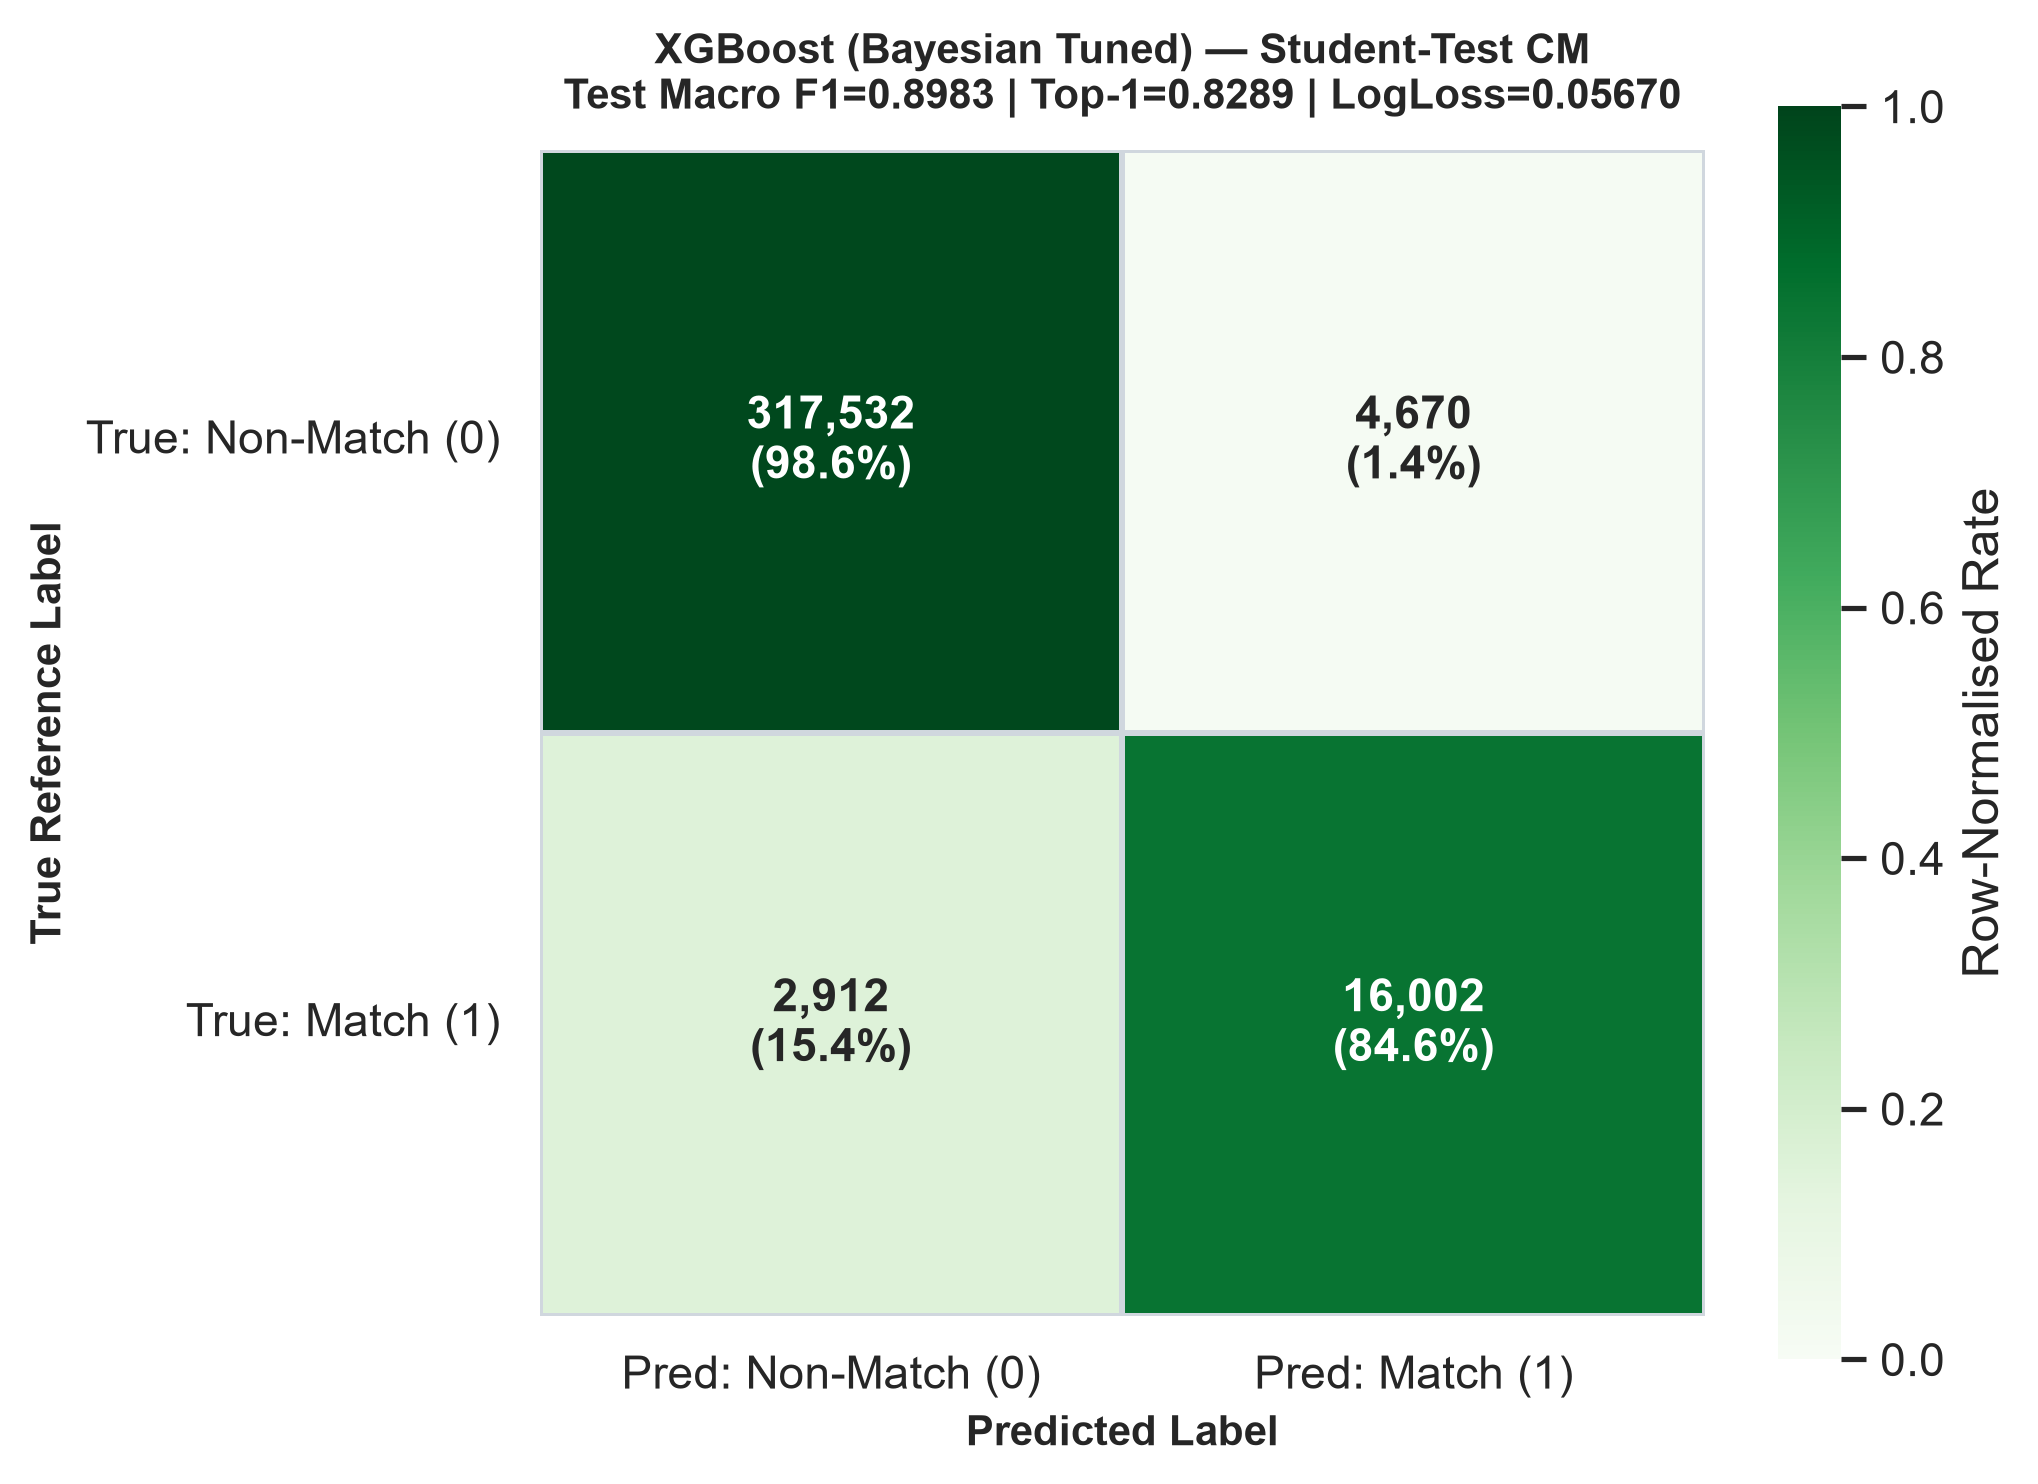 XGBoost (Bayesian Tuned) — Student-Test CM
Test Macro F1=0.8983 | Top-1=0.8289 | LogLoss=0.05670
True Reference Label
True: Non-Match (0)
317,532
(98.6%)
4,670
(1.4%)
True: Match (1)
2,912
(15.4%)
16,002
(84.6%)
Pred: Non-Match (0)
Pred: Match (1)
Predicted Label
1.0
0.8
0.6
0.4
0.2
0.0
Row-Normalised Rate